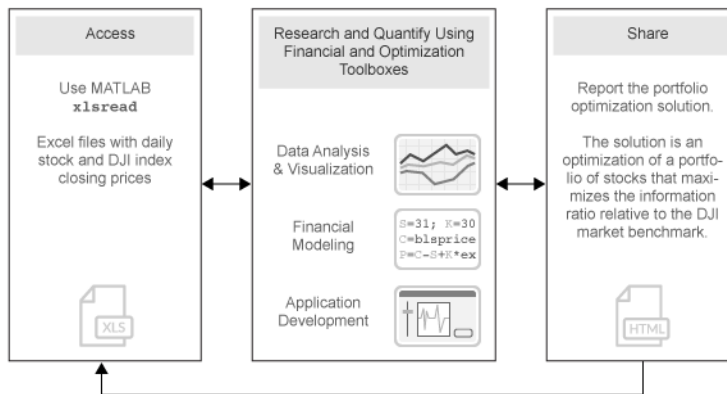 Access
Use MATLAB
xlsread
Excel files with daily
stock and DJI index
closing prices
XLS
Research and Quantify Using
Financial and Optimization
Toolboxes
Data Analysis
& Visualization
Financial
Modeling
S=31; K=30
C=blsprice
P=C-S+K*ex
Application
Development
Share
Report the portfolio
optimization solution.
The solution is an
optimization of a portfo-
lio of stocks that maxi-
mizes the information
ratio relative to the DJI
market benchmark.
HTML